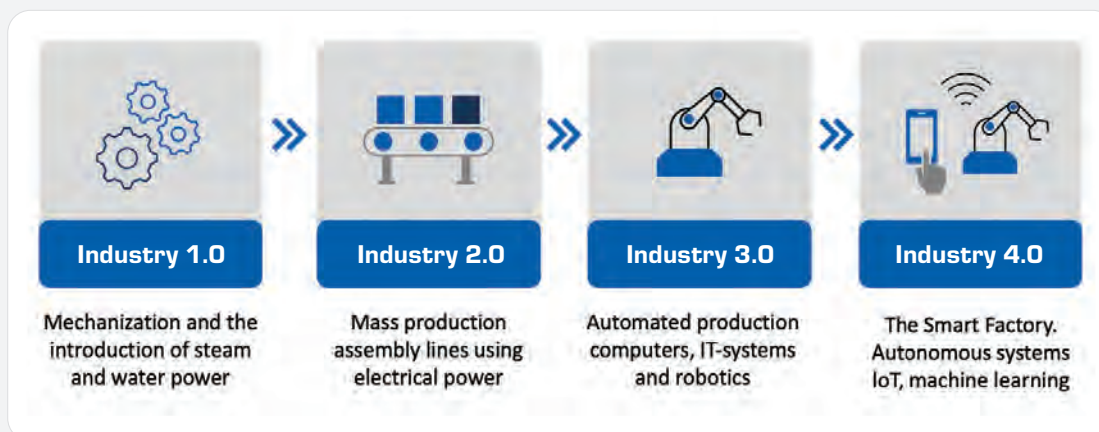 Industry 1.0
Mechanization and the
introduction of steam
and water power
Industry 2.0
Mass production
assembly lines using
electrical power
Industry 3.0
Automated production
computers, IT-systems
and robotics
Industry 4.0
The Smart Factory.
Autonomous systems
IoT, machine learning